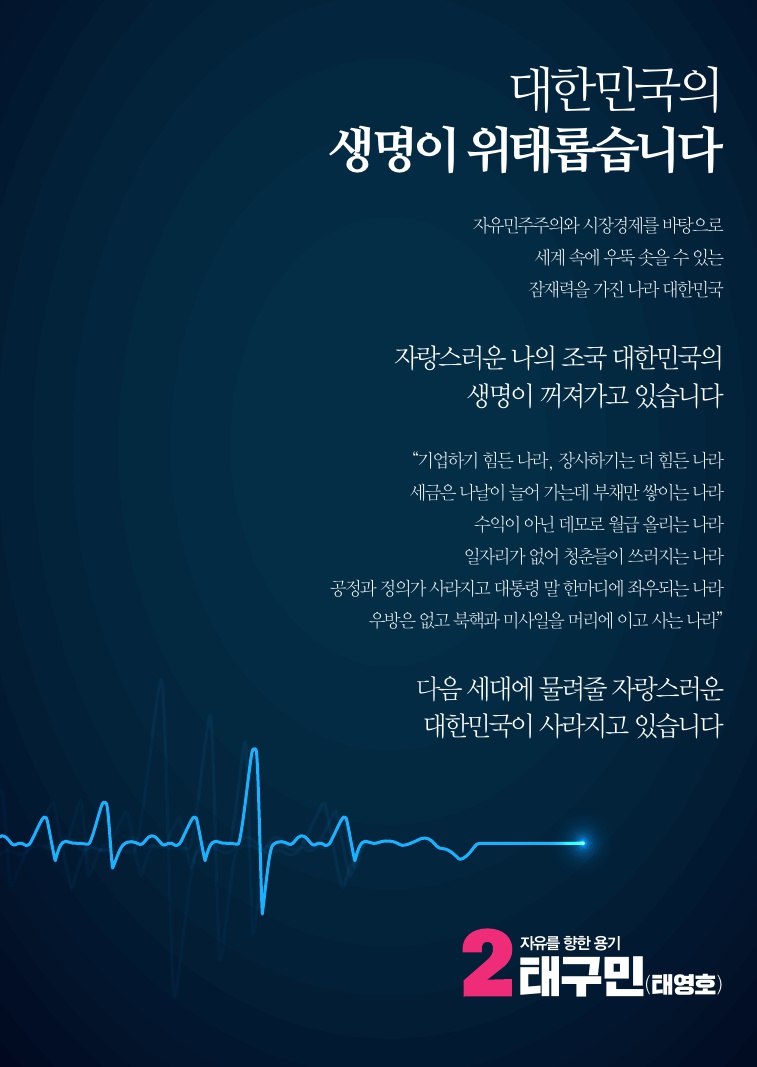 대한민국의
생명이 위태롭습니다
자유민주주의와 시장경제를 바탕으로
세계 속에 우뚝 솟을 수 있는
잠재력을 가진 나라 대한민국
자랑스러운 나의 조국 대한민국의
생명이 꺼져가고 있습니다
“기업하기 힘든 나라, 장사하기는 더 힘든 나라
세금은 나날이 늘어 가는데 부채만 쌓이는 나라
수익이 아닌 데모로 월급 올리는 나라
일자리가 없어 청춘들이 쓰러지는 나라
공정과 정의가 사라지고 대통령 말 한마디에 좌우되는 나라
우방은 없고 북핵과 미사일을 머리에 이고 사는 나라”
다음 세대에 물려줄 자랑스러운
대한민국이 사라지고 있습니다
2 자유를 향한 용기
태구민(태영호)